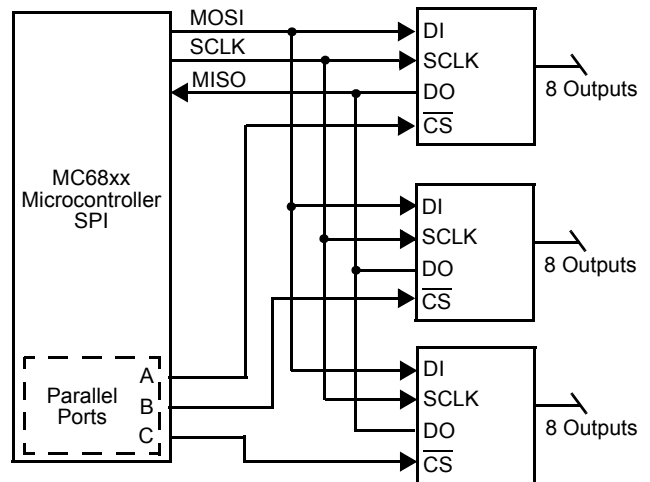 MOSI
SCLK
MISO
MC68xx
Microcontroller
SPI
Parallel
Ports
A
B
C
DI
SCLK
DO
CS
8 Outputs
DI
SCLK
DO
CS
8 Outputs
DI
SCLK
DO
CS
8 Outputs